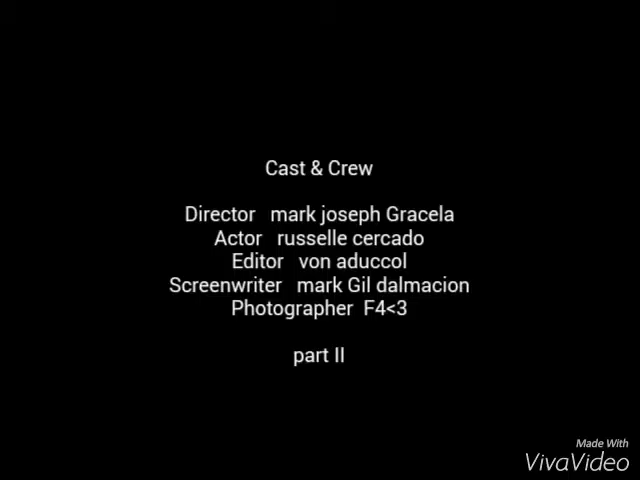 Cast & Crew
Director mark joseph Gracela
Actor russelle cercado
Editor von aduccol
Screenwriter mark Gil dalmacion
Photographer F4<3
part II
Made With
VivaVideo